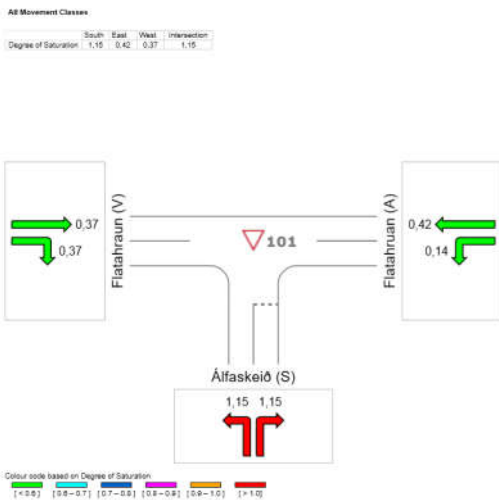 All Movement Classes
South East West Intersection
Degree of Saturation 1,15 0,42 0,37 1,15
Flatahraun (V)
Flatahruan (A)
0,37
0,37
101
0,42
0,14
Álfaskeið (S)
1,15 1,15
Colour code based on Degree of Saturation
[ < 0.6 ] [ 0.6 – 0.7 ] [ 0.7 – 0.8 ] [ 0.8 – 0.9 ] [ 0.9 – 1.0 ] [ > 1.0 ]